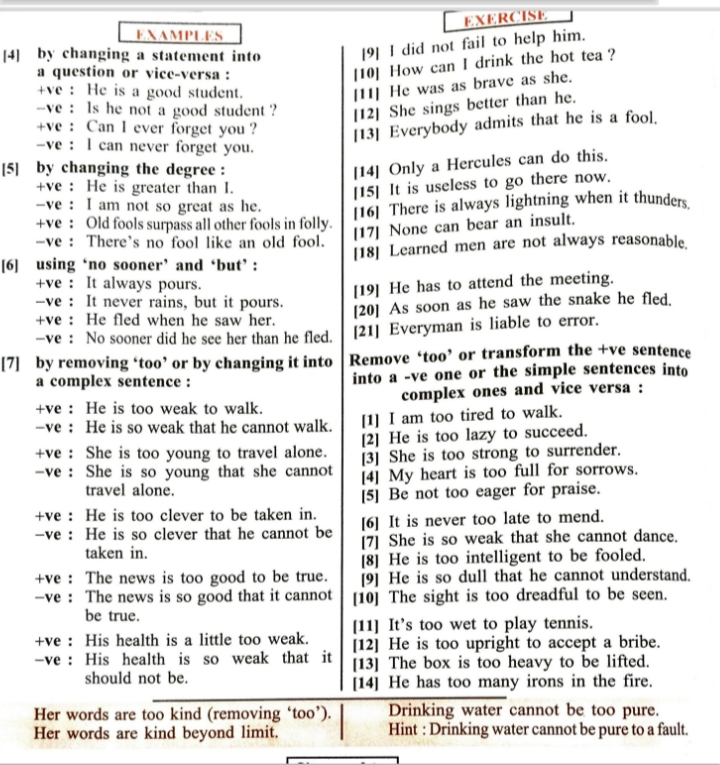 EXAMPLES
[4] by changing a statement into
a question or vice-versa :
+ve : He is a good student.
–ve : Is he not a good student ?
+ve : Can I ever forget you ?
–ve : I can never forget you.
[5] by changing the degree :
+ve : He is greater than I.
–ve : I am not so great as he.
+ve : Old fools surpass all other fools in folly.
–ve : There's no fool like an old fool.
[6] using 'no sooner' and 'but' :
+ve : It always pours.
–ve : It never rains, but it pours.
+ve : He fled when he saw her.
–ve : No sooner did he see her than he fled.
[7] by removing 'too' or by changing it into
a complex sentence :
+ve : He is too weak to walk.
–ve : He is so weak that he cannot walk.
+ve : She is too young to travel alone.
–ve : She is so young that she cannot
travel alone.
+ve : He is too clever to be taken in.
–ve : He is so clever that he cannot be
taken in.
+ve : The news is too good to be true.
–ve : The news is so good that it cannot
be true.
+ve : His health is a little too weak.
–ve : His health is so weak that it
should not be.
EXERCISE
[9] I did not fail to help him.
[10] How can I drink the hot tea ?
[11] He was as brave as she.
[12] She sings better than he.
[13] Everybody admits that he is a fool.
[14] Only a Hercules can do this.
[15] It is useless to go there now.
[16] There is always lightning when it thunders.
[17] None can bear an insult.
[18] Learned men are not always reasonable.
[19] He has to attend the meeting.
[20] As soon as he saw the snake he fled.
[21] Everyman is liable to error.
Remove 'too' or transform the +ve sentence
into a -ve one or the simple sentences into
complex ones and vice versa :
[1] I am too tired to walk.
[2] He is too lazy to succeed.
[3] She is too strong to surrender.
[4] My heart is too full for sorrows.
[5] Be not too eager for praise.
[6] It is never too late to mend.
[7] She is so weak that she cannot dance.
[8] He is too intelligent to be fooled.
[9] He is so dull that he cannot understand.
[10] The sight is too dreadful to be seen.
[11] It's too wet to play tennis.
[12] He is too upright to accept a bribe.
[13] The box is too heavy to be lifted.
[14] He has too many irons in the fire.
Her words are too kind (removing 'too').
Her words are kind beyond limit.
Drinking water cannot be too pure.
Hint : Drinking water cannot be pure to a fault.